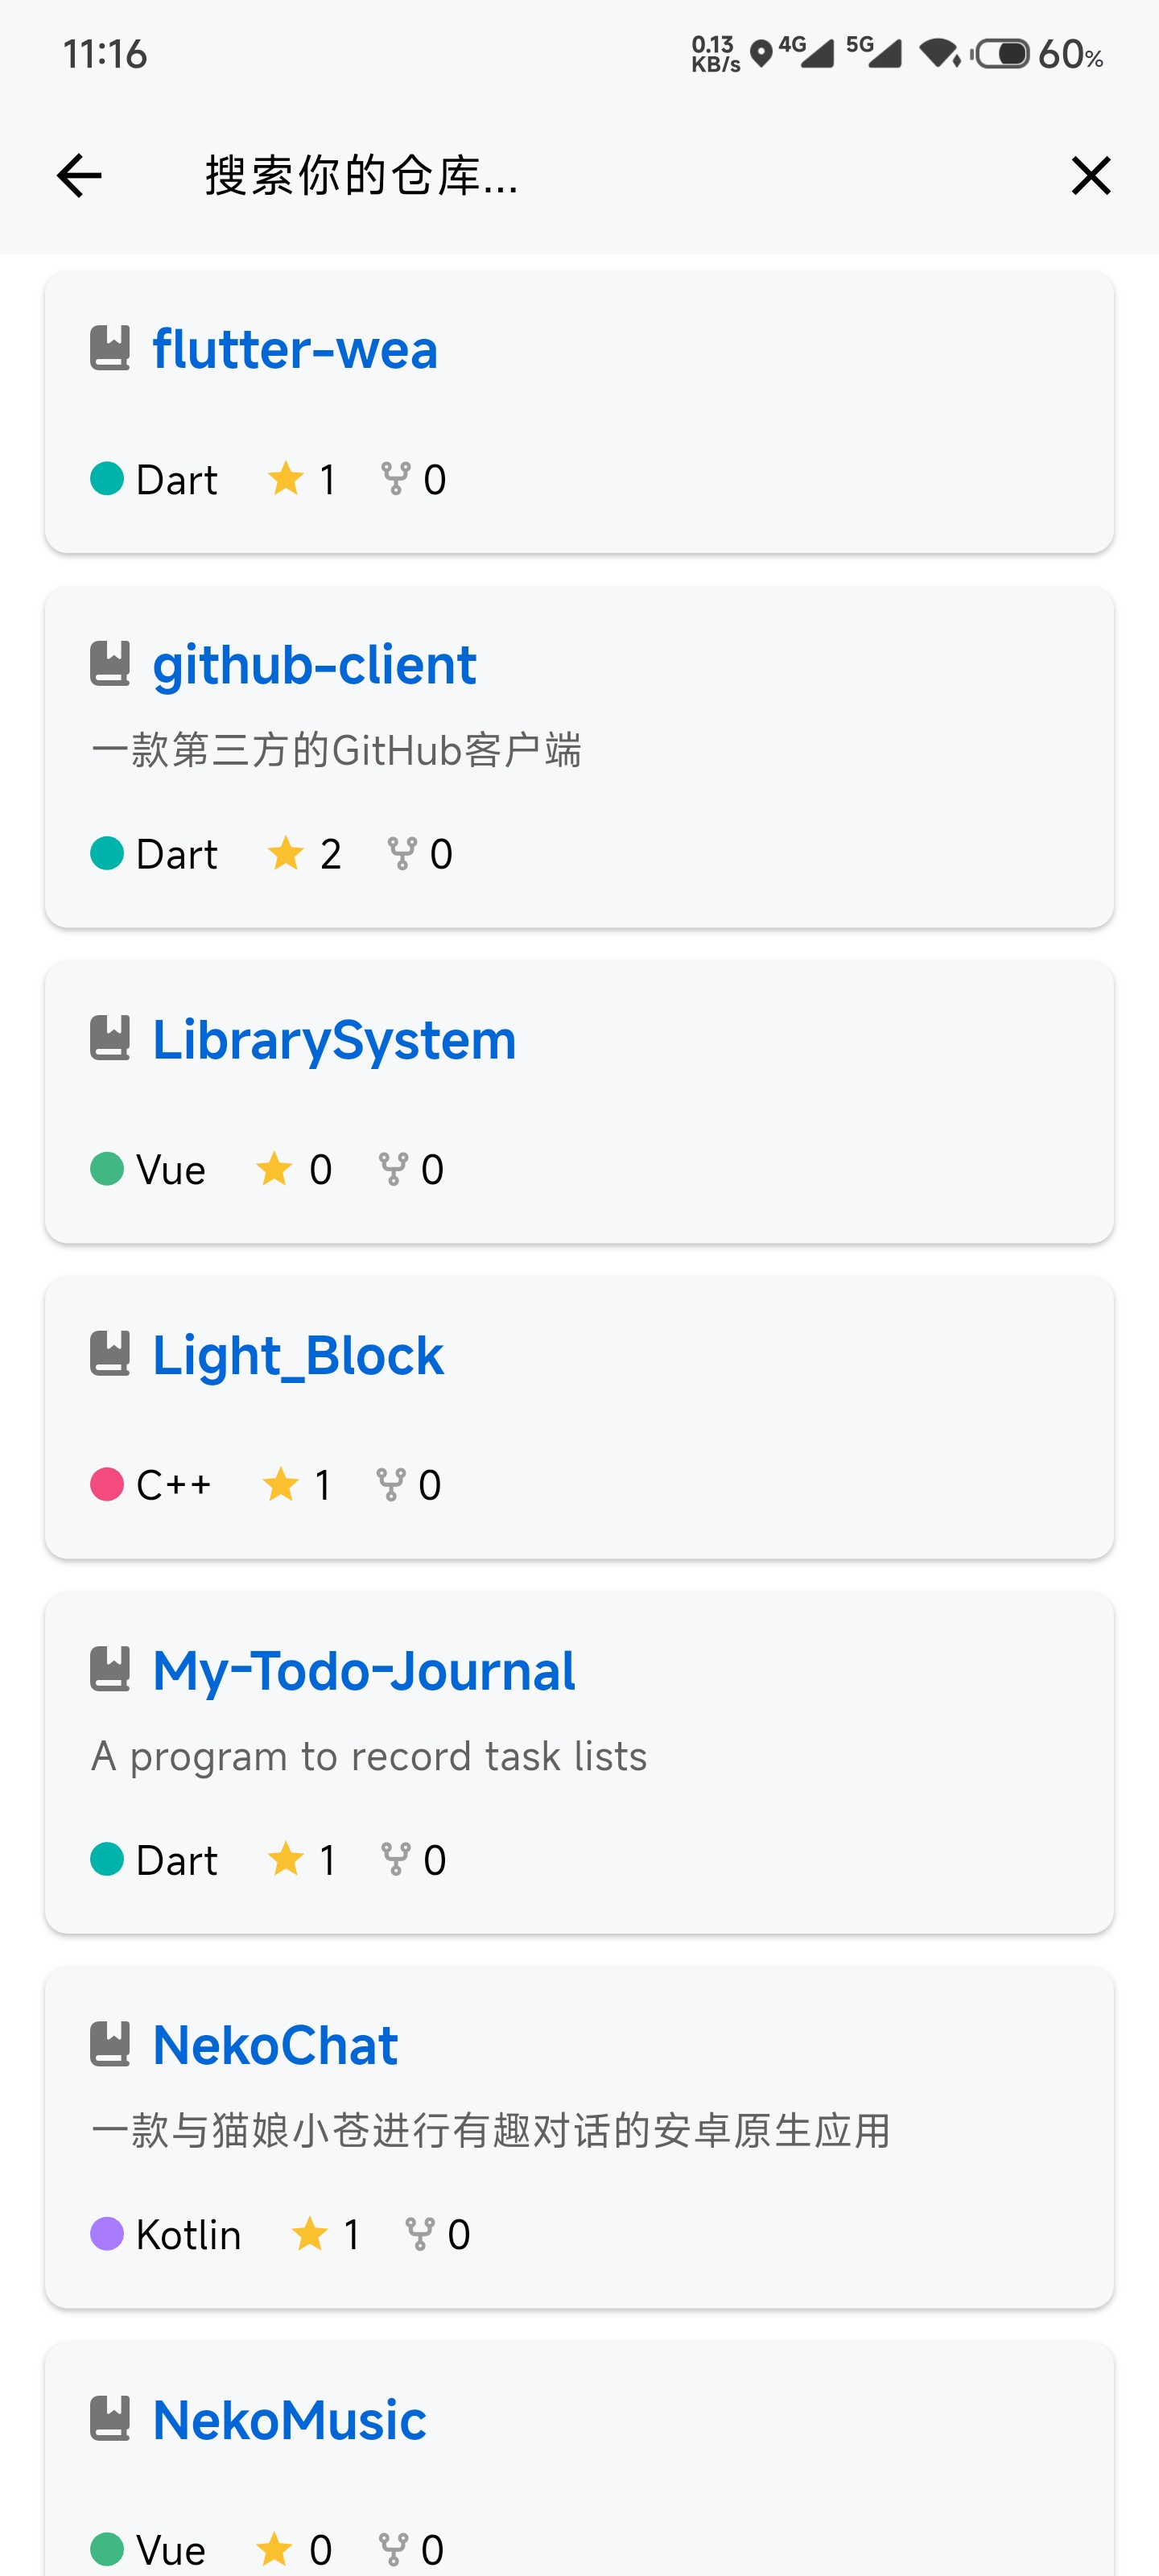 11:16 0.13 KB/s 4G 5G 60%
搜索你的仓库...
flutter-wea
Dart 1 0
github-client
一款第三方的GitHub客户端
Dart 2 0
LibrarySystem
Vue 0 0
Light_Block
C++ 1 0
My-Todo-Journal
A program to record task lists
Dart 1 0
NekoChat
一款与猫娘小苍进行有趣对话的安卓原生应用
Kotlin 1 0
NekoMusic
Vue 0 0